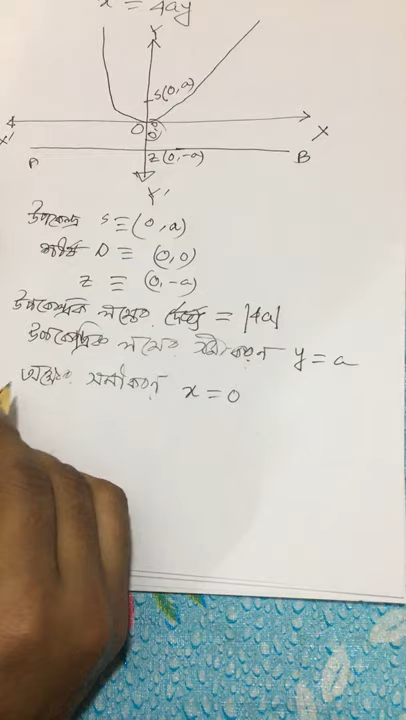 x² = 4ay
Y
S(0, a)
X' O X
A Z(0, -a) B
Y'
উপকেন্দ্র S ≡ (0, a)
শীর্ষ O ≡ (0, 0)
Z ≡ (0, -a)
উপকেন্দ্রিক লম্বের দৈর্ঘ্য = |4a|
উপকেন্দ্রিক লম্বের সমীকরণ y = a
অক্ষের সমীকরণ x = 0